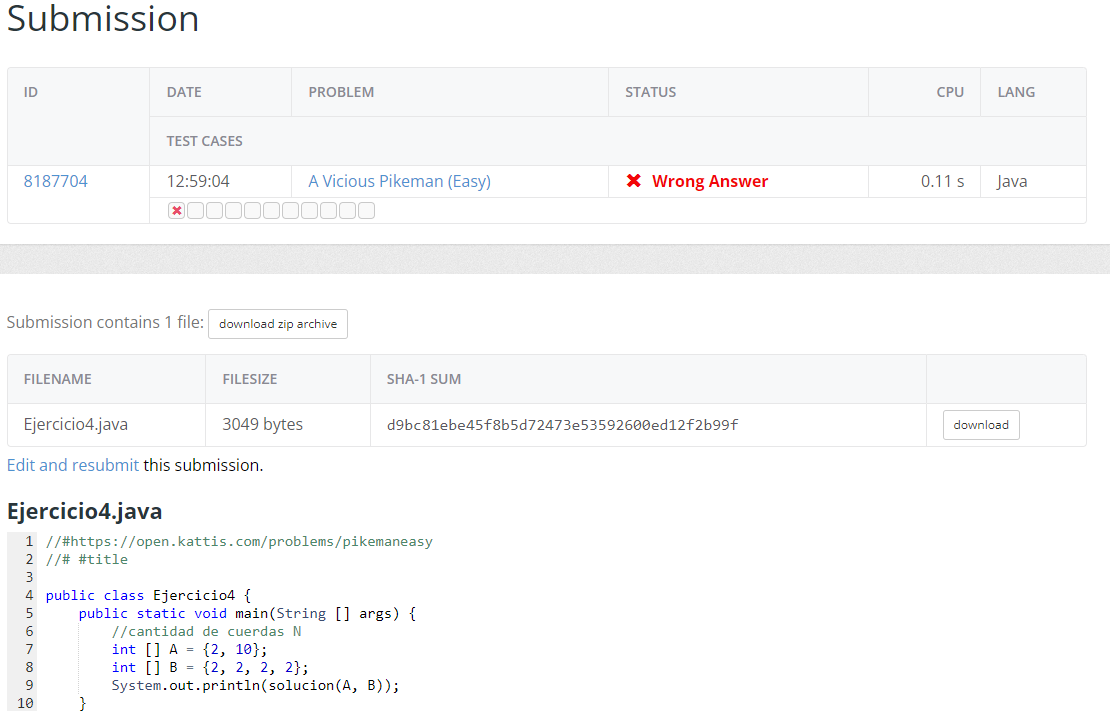 Submission
ID DATE PROBLEM STATUS CPU LANG
TEST CASES
8187704 12:59:04 A Vicious Pikeman (Easy) Wrong Answer 0.11 s Java
Submission contains 1 file: download zip archive
FILENAME FILESIZE SHA-1 SUM
Ejercicio4.java 3049 bytes d9bc81ebe45f8b5d72473e53592600ed12f2b99f download
Edit and resubmit this submission.
Ejercicio4.java
1 //#https://open.kattis.com/problems/pikemaneasy
2 //# #title
3
4 public class Ejercicio4 {
5 public static void main(String [] args) {
6 //cantidad de cuerdas N
7 int [] A = {2, 10};
8 int [] B = {2, 2, 2, 2};
9 System.out.println(solucion(A, B));
10 }